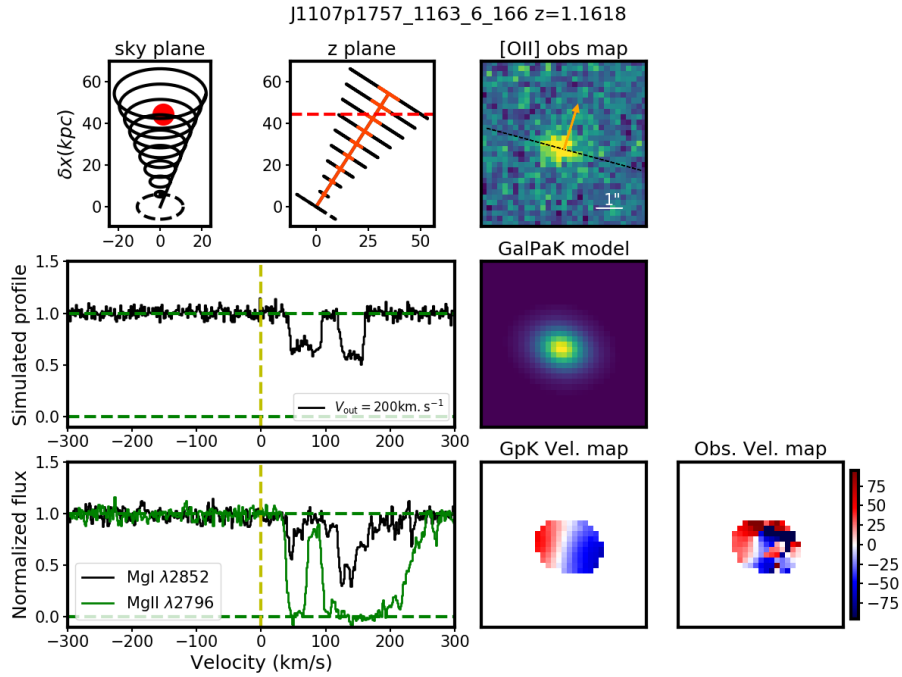 J1107p1757_1163_6_166 z=1.1618
sky plane
z plane
[OII] obs map
δx(kpc)
60
40
20
0
−20 0 20
60
40
20
0
0 25 50
1"
GalPaK model
Simulated profile
1.5
1.0
0.5
0.0
V_out = 200km.s⁻¹
−300 −200 −100 0 100 200 300
GpK Vel. map
Obs. Vel. map
Normalized flux
1.5
1.0
0.5
0.0
MgI λ2852
MgII λ2796
−300 −200 −100 0 100 200 300
Velocity (km/s)
75
50
25
0
−25
−50
−75